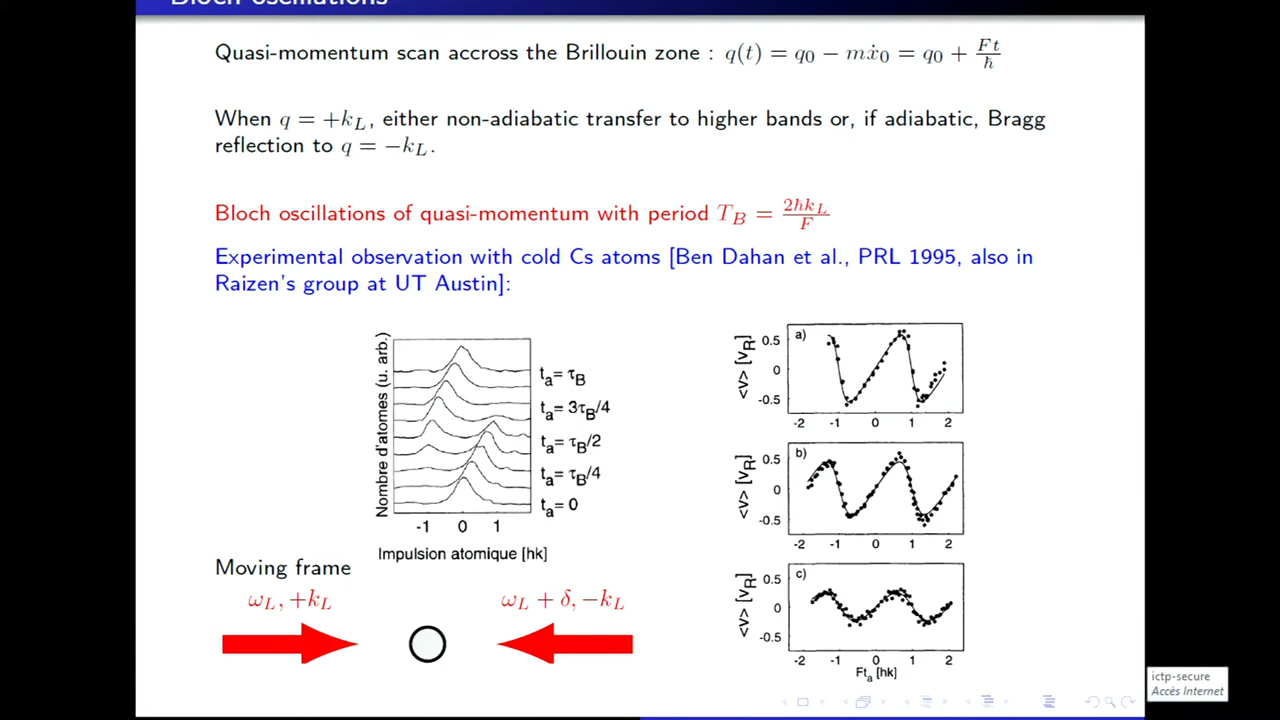 Bloch oscillations
Quasi-momentum scan accross the Brillouin zone : q(t) = q₀ − mẋ₀ = q₀ + Ft/ħ
When q = +k_L, either non-adiabatic transfer to higher bands or, if adiabatic, Bragg
reflection to q = −k_L.
Bloch oscillations of quasi-momentum with period T_B = 2ħk_L/F
Experimental observation with cold Cs atoms [Ben Dahan et al., PRL 1995, also in
Raizen's group at UT Austin]:
Nombre d'atomes (u. arb.)
t_a= τ_B
t_a= 3τ_B/4
t_a= τ_B/2
t_a= τ_B/4
t_a= 0
-1 0 1
Impulsion atomique [hk]
Moving frame
ω_L, +k_L
ω_L + δ, −k_L
a)
<v> [v_R]
0.5
0
-0.5
-2 -1 0 1 2
b)
<v> [v_R]
0.5
0
-0.5
-2 -1 0 1 2
c)
<v> [v_R]
0.5
0
-0.5
-2 -1 0 1 2
Ft_a [hk]
ictp-secure
Accès Internet